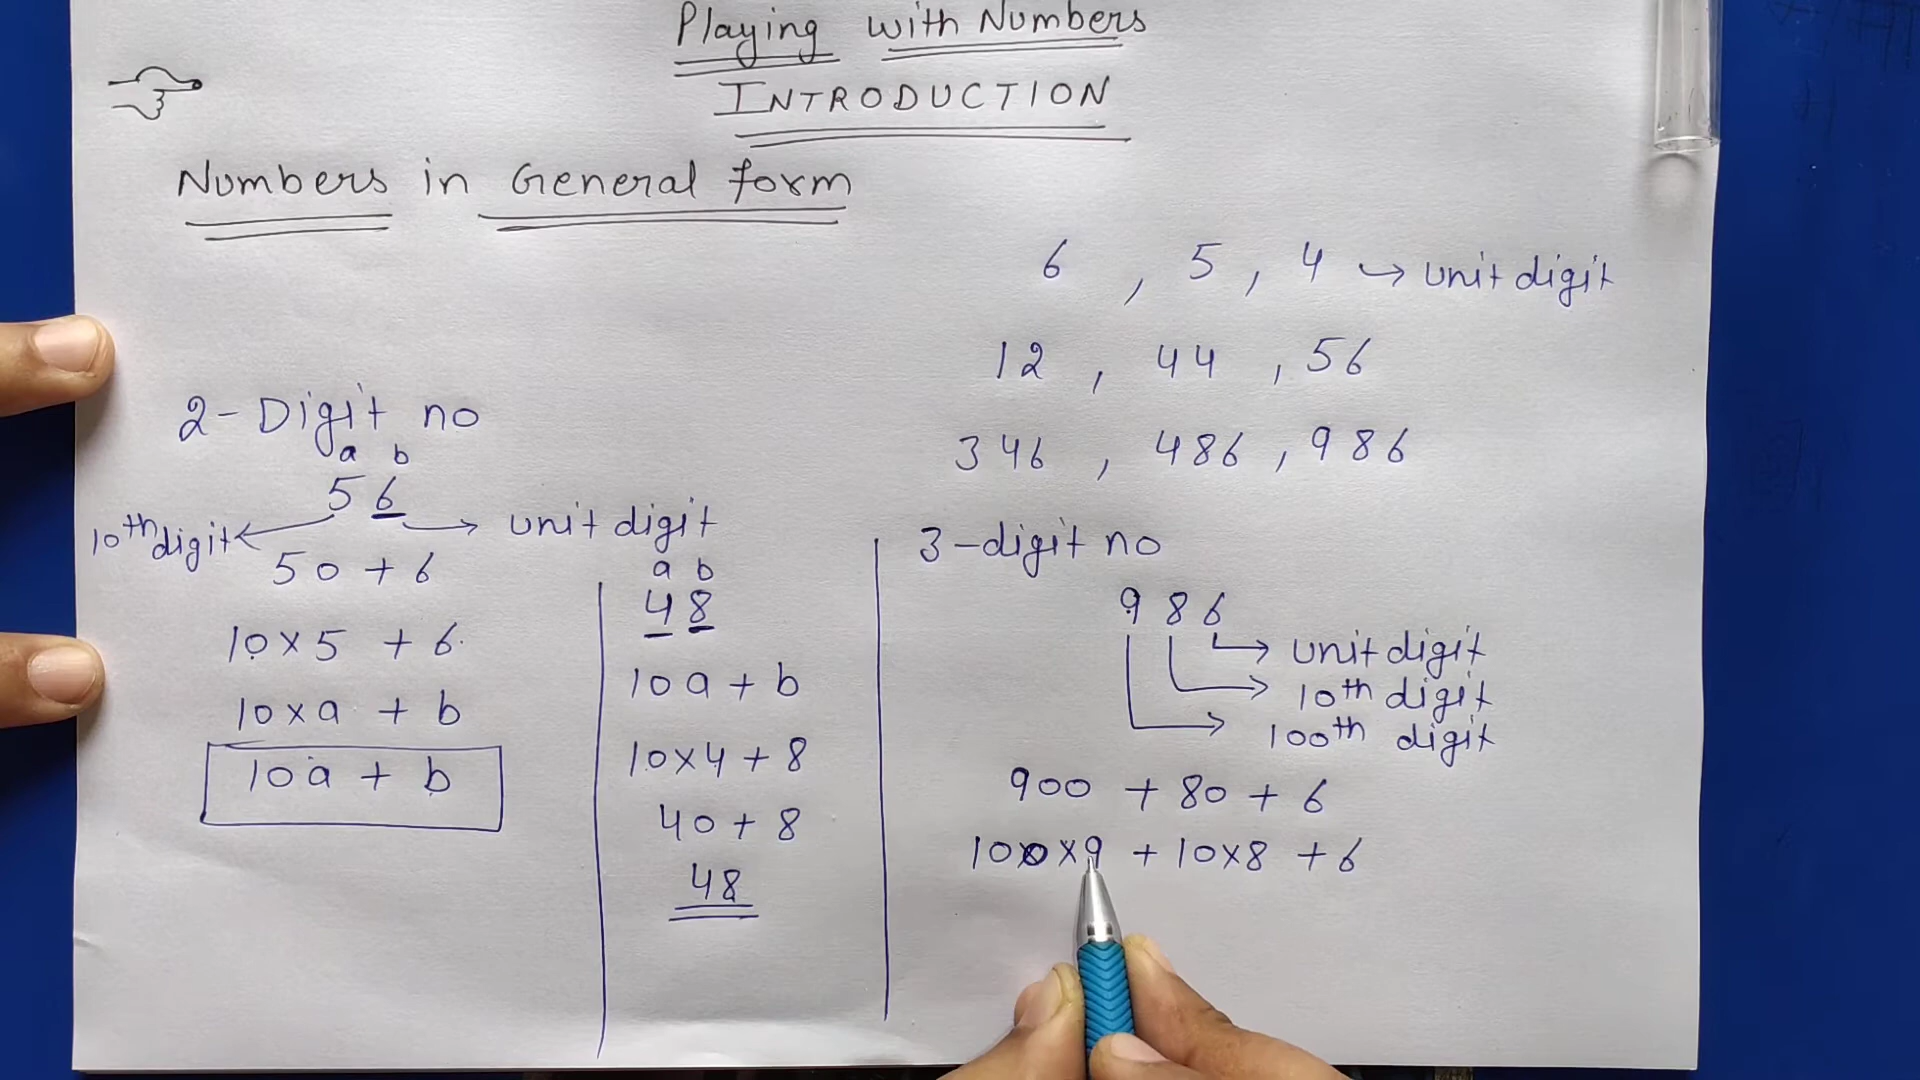 Playing with Numbers
INTRODUCTION
Numbers in General form
6 , 5 , 4 → unit digit
12 , 44 , 56
346 , 486 , 986
2-Digit no
a b
56
10th digit ← → unit digit
50 + 6
10×5 + 6
10×a + b
10a + b
a b
48
10a + b
10×4 + 8
40 + 8
48
3-digit no
986
→ unit digit
→ 10th digit
→ 100th digit
900 + 80 + 6
100×9 + 10×8 + 6